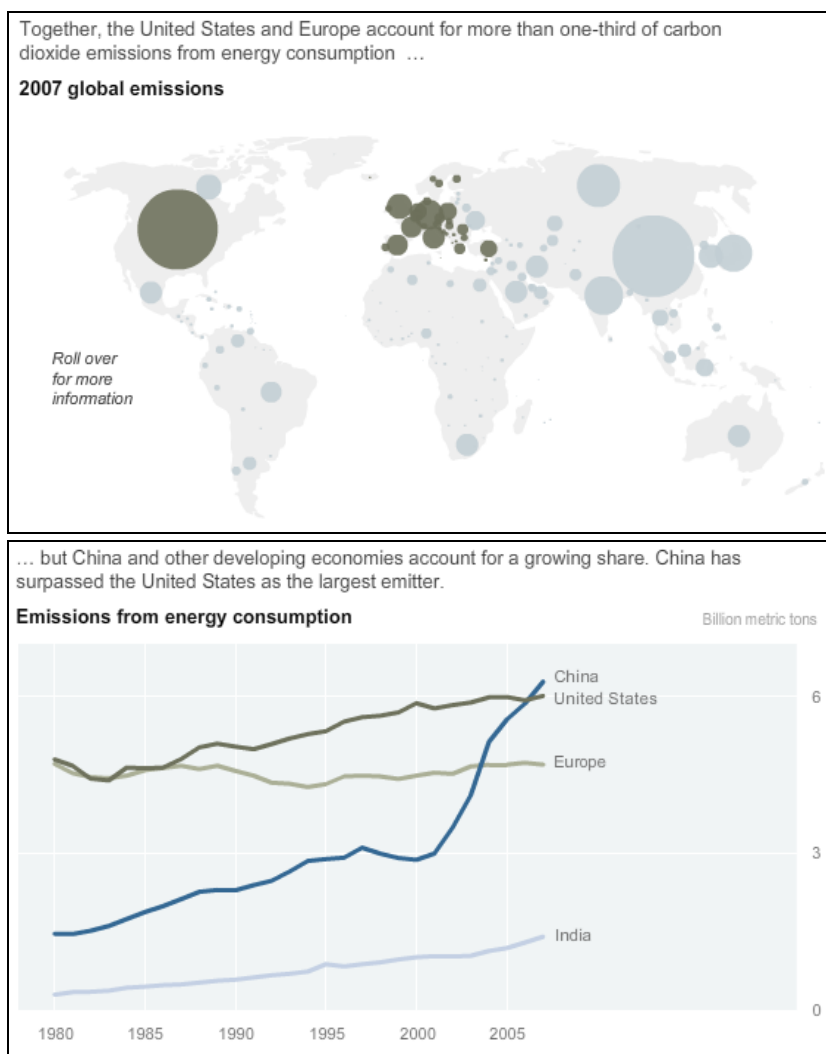 Together, the United States and Europe account for more than one-third of carbon
dioxide emissions from energy consumption ...
2007 global emissions
Roll over
for more
information
... but China and other developing economies account for a growing share. China has
surpassed the United States as the largest emitter.
Emissions from energy consumption
Billion metric tons
China
United States
6
Europe
3
India
0
1980 1985 1990 1995 2000 2005